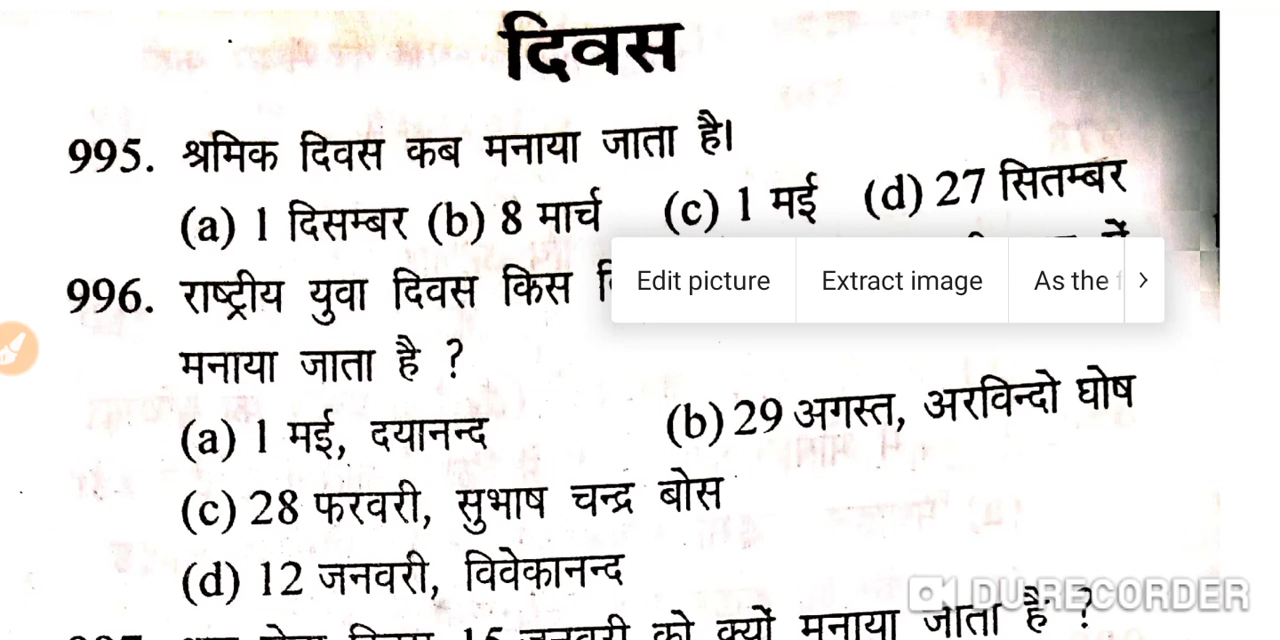 दिवस
995. श्रमिक दिवस कब मनाया जाता है।
(a) 1 दिसम्बर (b) 8 मार्च (c) 1 मई (d) 27 सितम्बर
996. राष्ट्रीय युवा दिवस किस
Edit picture Extract image As the
मनाया जाता है ?
(a) 1 मई, दयानन्द (b) 29 अगस्त, अरविन्दो घोष
(c) 28 फरवरी, सुभाष चन्द्र बोस
(d) 12 जनवरी, विवेकानन्द
DU RECORDER
15 जनवरी को क्यों मनाया जाता है ?